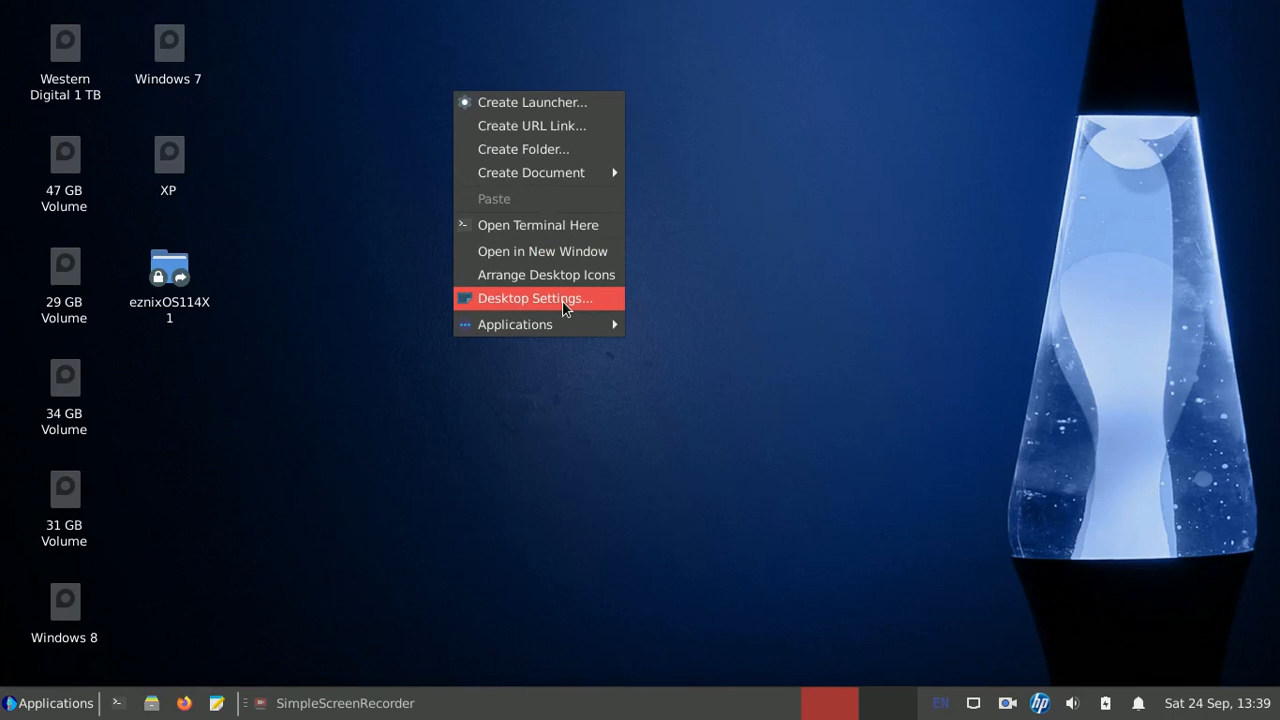 Western
Digital 1 TB
Windows 7
47 GB
Volume
XP
29 GB
Volume
eznixOS114X
1
34 GB
Volume
31 GB
Volume
Windows 8
Create Launcher...
Create URL Link...
Create Folder...
Create Document
Paste
Open Terminal Here
Open in New Window
Arrange Desktop Icons
Desktop Settings...
Applications
Applications
SimpleScreenRecorder
EN
hp
Sat 24 Sep, 13:39